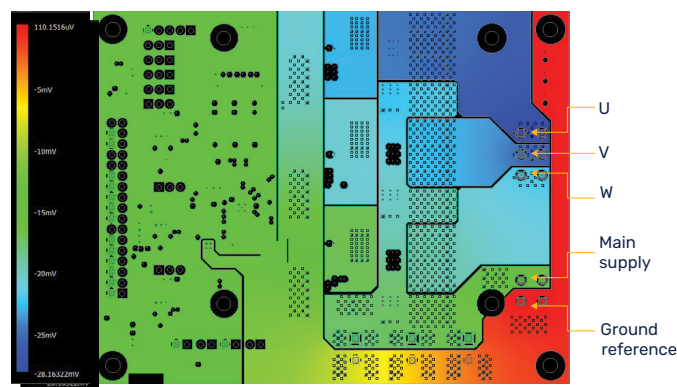 110.1516uV
-5mV
-10mV
-15mV
-20mV
-25mV
-28.16322mV
U
V
W
Main
supply
Ground
reference